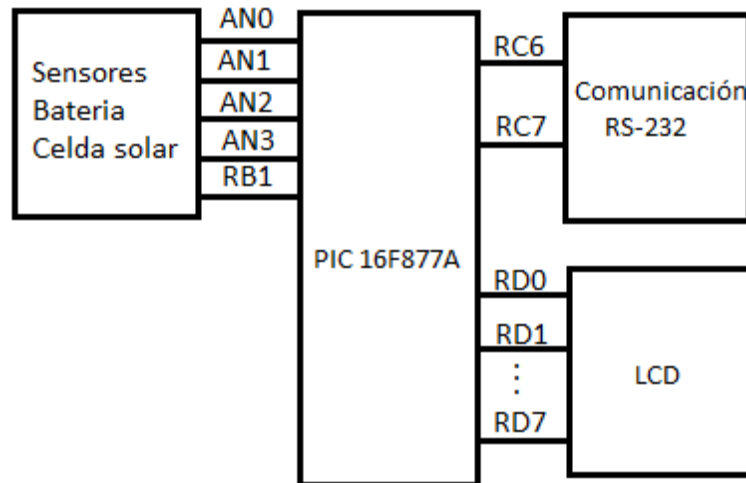 AN0
AN1
AN2
AN3
RB1
Sensores
Bateria
Celda solar
PIC 16F877A
RC6
RC7
Comunicación
RS-232
RD0
RD1
⋮
RD7
LCD